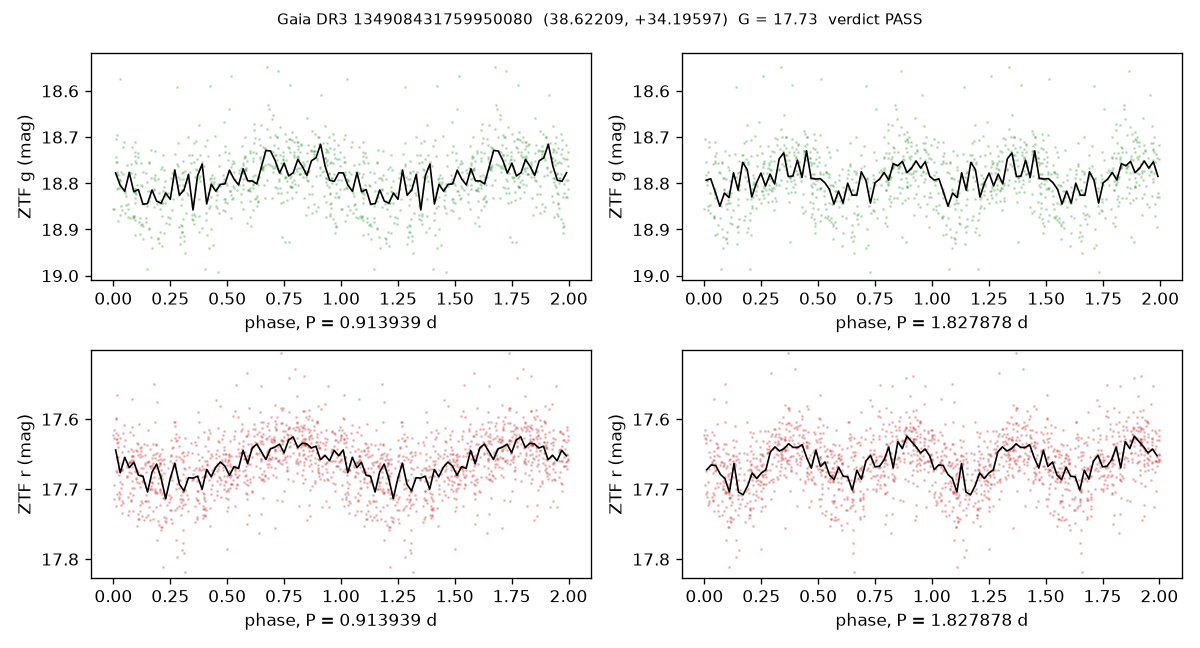 Gaia DR3 134908431759950080  (38.62209, +34.19597)  G = 17.73  verdict PASS
ZTF g (mag)
18.6
18.7
18.8
18.9
19.0
0.00 0.25 0.50 0.75 1.00 1.25 1.50 1.75 2.00
phase, P = 0.913939 d
ZTF g (mag)
18.6
18.7
18.8
18.9
19.0
0.00 0.25 0.50 0.75 1.00 1.25 1.50 1.75 2.00
phase, P = 1.827878 d
ZTF r (mag)
17.6
17.7
17.8
0.00 0.25 0.50 0.75 1.00 1.25 1.50 1.75 2.00
phase, P = 0.913939 d
ZTF r (mag)
17.6
17.7
17.8
0.00 0.25 0.50 0.75 1.00 1.25 1.50 1.75 2.00
phase, P = 1.827878 d